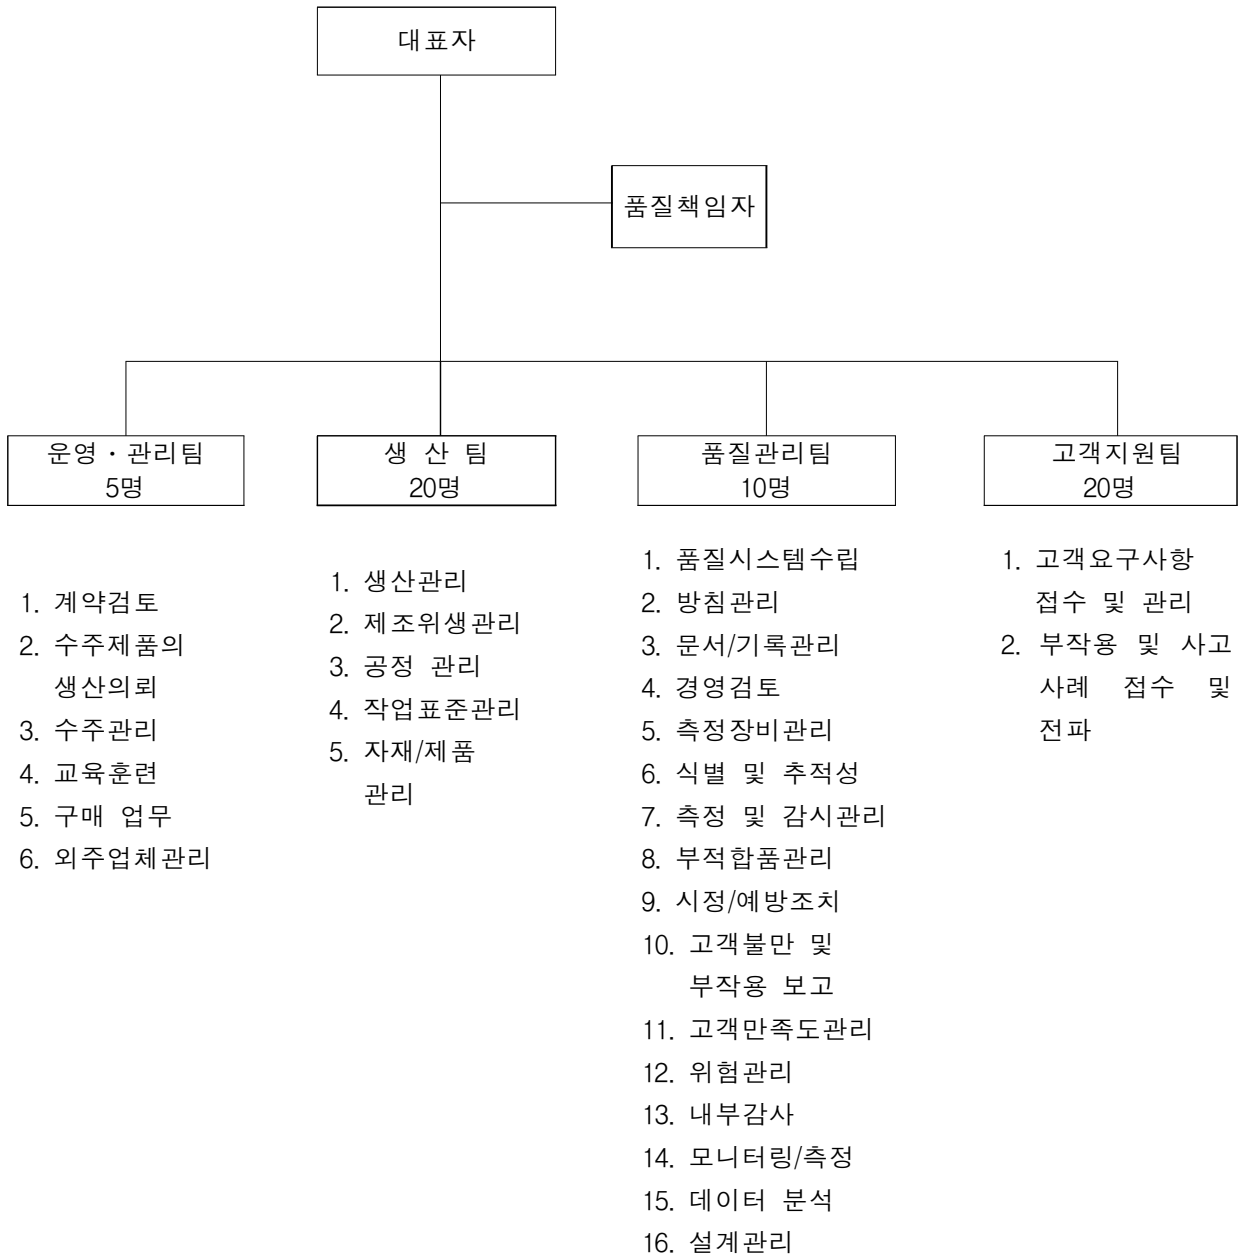 대표자
품질책임자
운영·관리팀
5명
생 산 팀
20명
품질관리팀
10명
고객지원팀
20명
1. 계약검토
2. 수주제품의
생산의뢰
3. 수주관리
4. 교육훈련
5. 구매 업무
6. 외주업체관리
1. 생산관리
2. 제조위생관리
3. 공정 관리
4. 작업표준관리
5. 자재/제품
관리
1. 품질시스템수립
2. 방침관리
3. 문서/기록관리
4. 경영검토
5. 측정장비관리
6. 식별 및 추적성
7. 측정 및 감시관리
8. 부적합품관리
9. 시정/예방조치
10. 고객불만 및
부작용 보고
11. 고객만족도관리
12. 위험관리
13. 내부감사
14. 모니터링/측정
15. 데이터 분석
16. 설계관리
1. 고객요구사항
접수 및 관리
2. 부작용 및 사고
사례 접수 및
전파